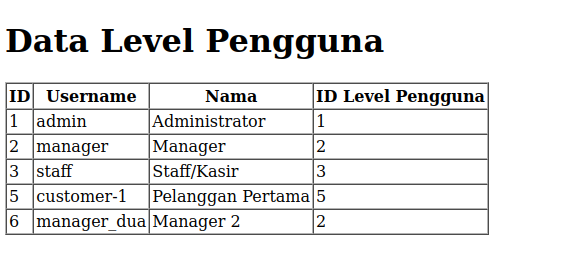 Data Level Pengguna
ID Username Nama ID Level Pengguna
1 admin Administrator 1
2 manager Manager 2
3 staff Staff/Kasir 3
5 customer-1 Pelanggan Pertama 5
6 manager_dua Manager 2 2